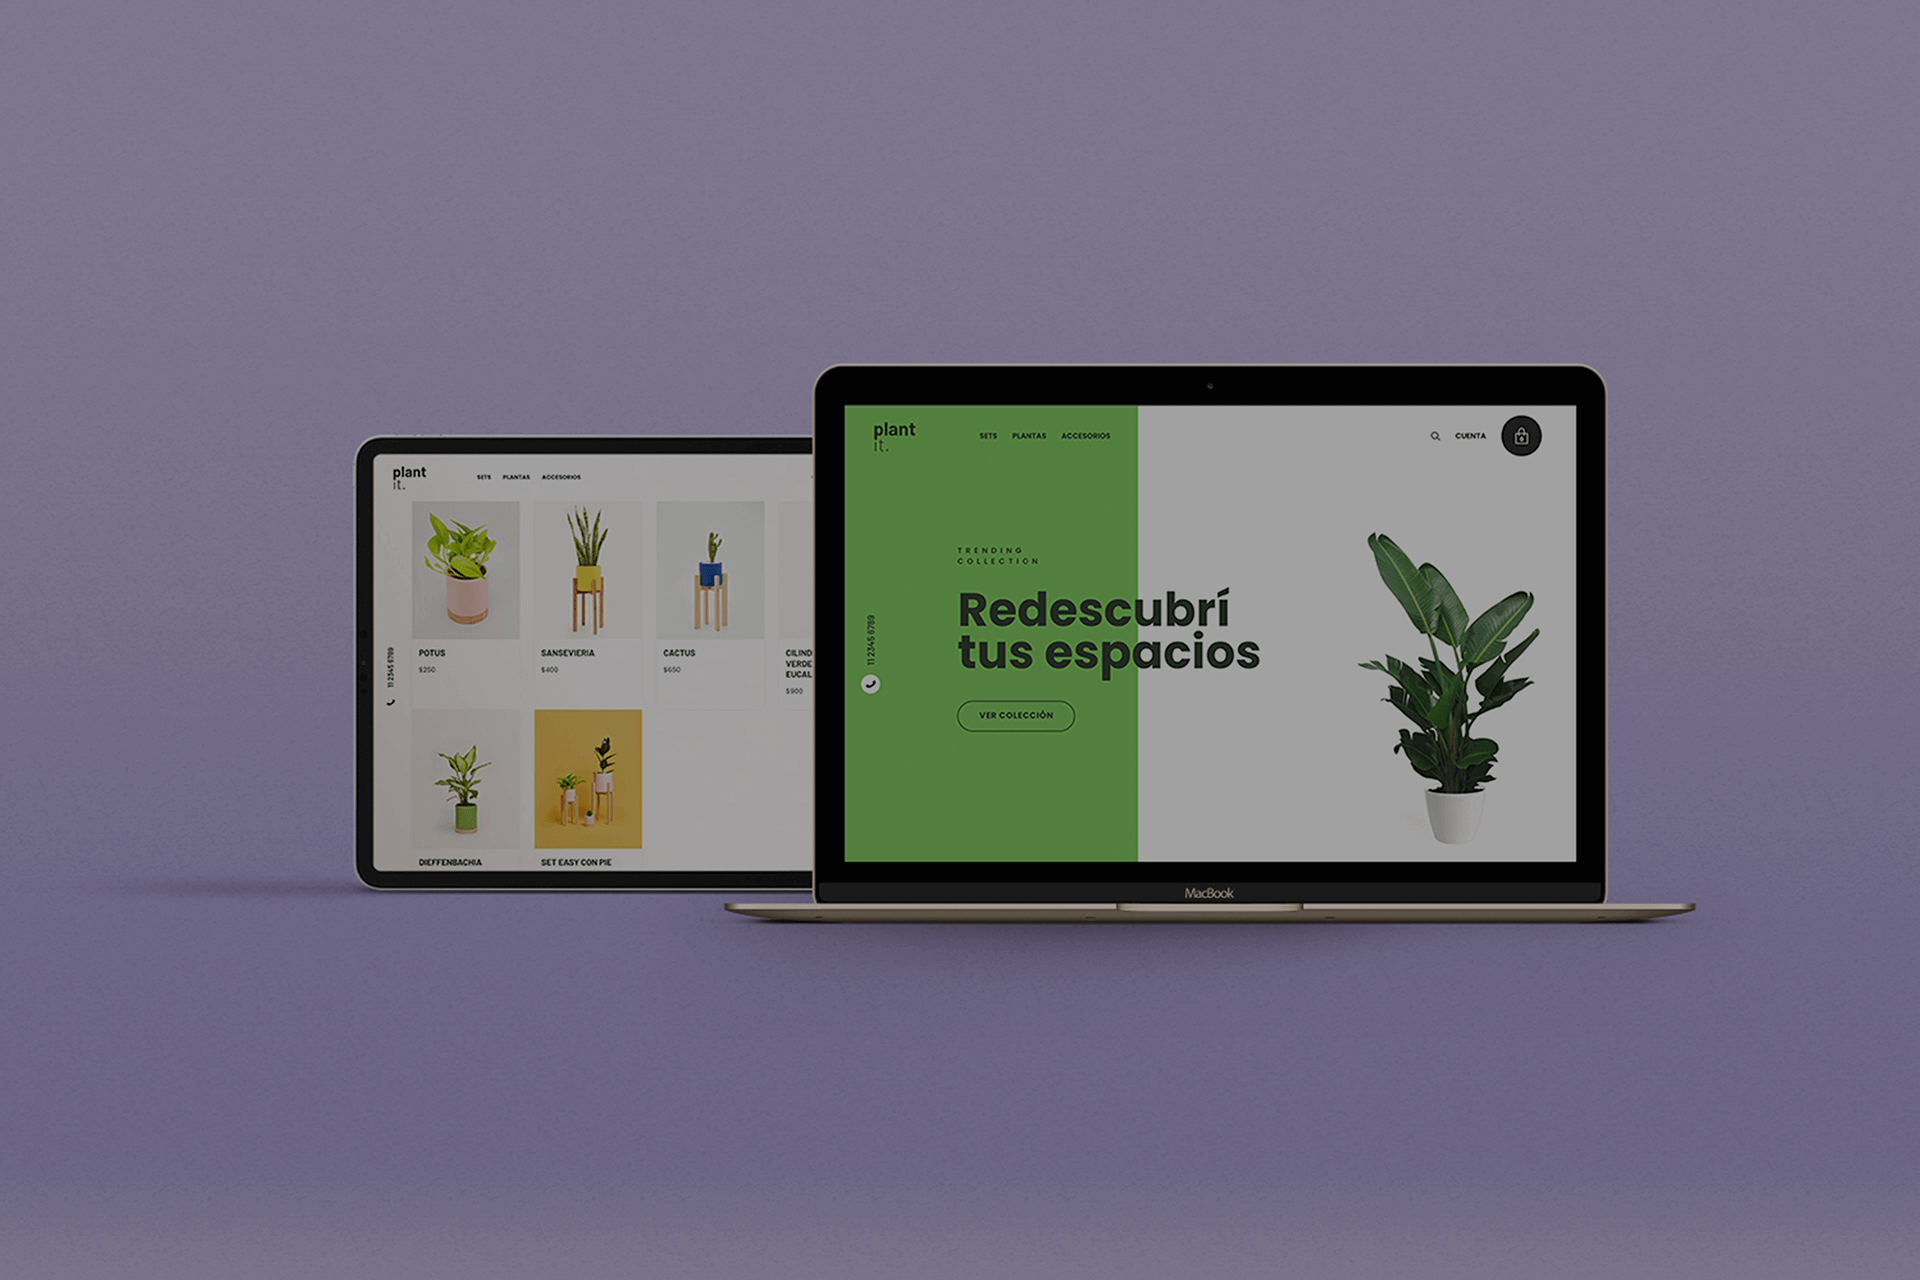 plant
it.
SETS PLANTAS ACCESORIOS
POTUS
$250
SANSEVIERIA
$400
CACTUS
$650
CILIND
VERDE
EUCAL
$900
11 2345 6789
DIEFFENBACHIA
SET EASY CON PIE
plant
it.
SETS PLANTAS ACCESORIOS
CUENTA
0
TRENDING
COLLECTION
Redescubrí
tus espacios
11 2345 6789
VER COLECCIÓN
MacBook